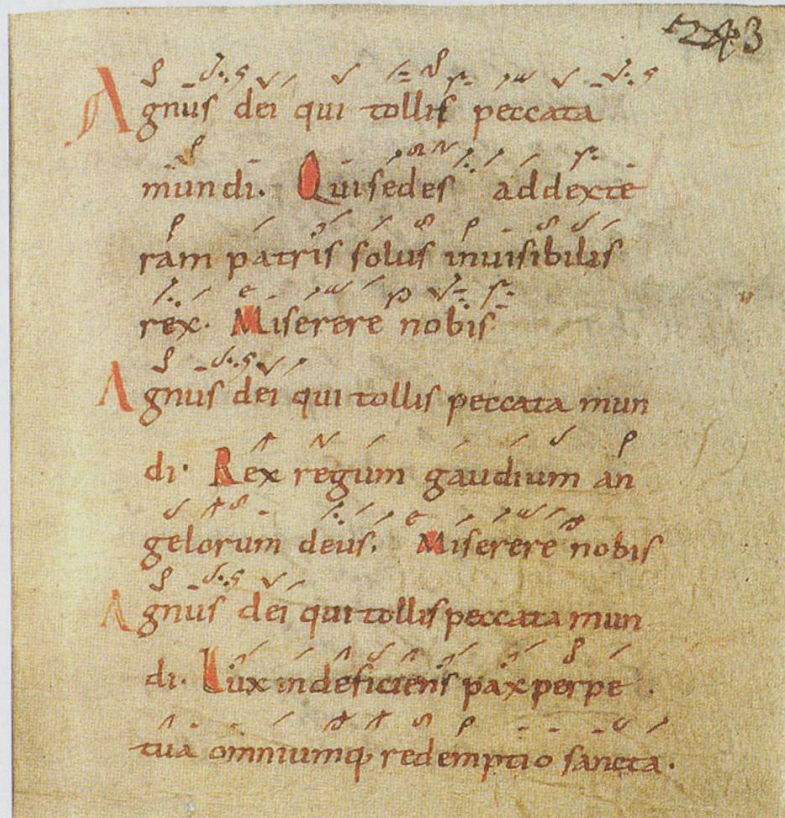 243
Agnus dei qui tollis peccata
mundi. Qui sedes ad dexte
ram patris solus inuisibilis
rex. Miserere nobis
Agnus dei qui tollis peccata mun
di. Rex regum gaudium an
gelorum deus. Miserere nobis
Agnus dei qui tollis peccata mun
di. Lux indeficiens pax perpe
tua omniumq; redemptio sancta.